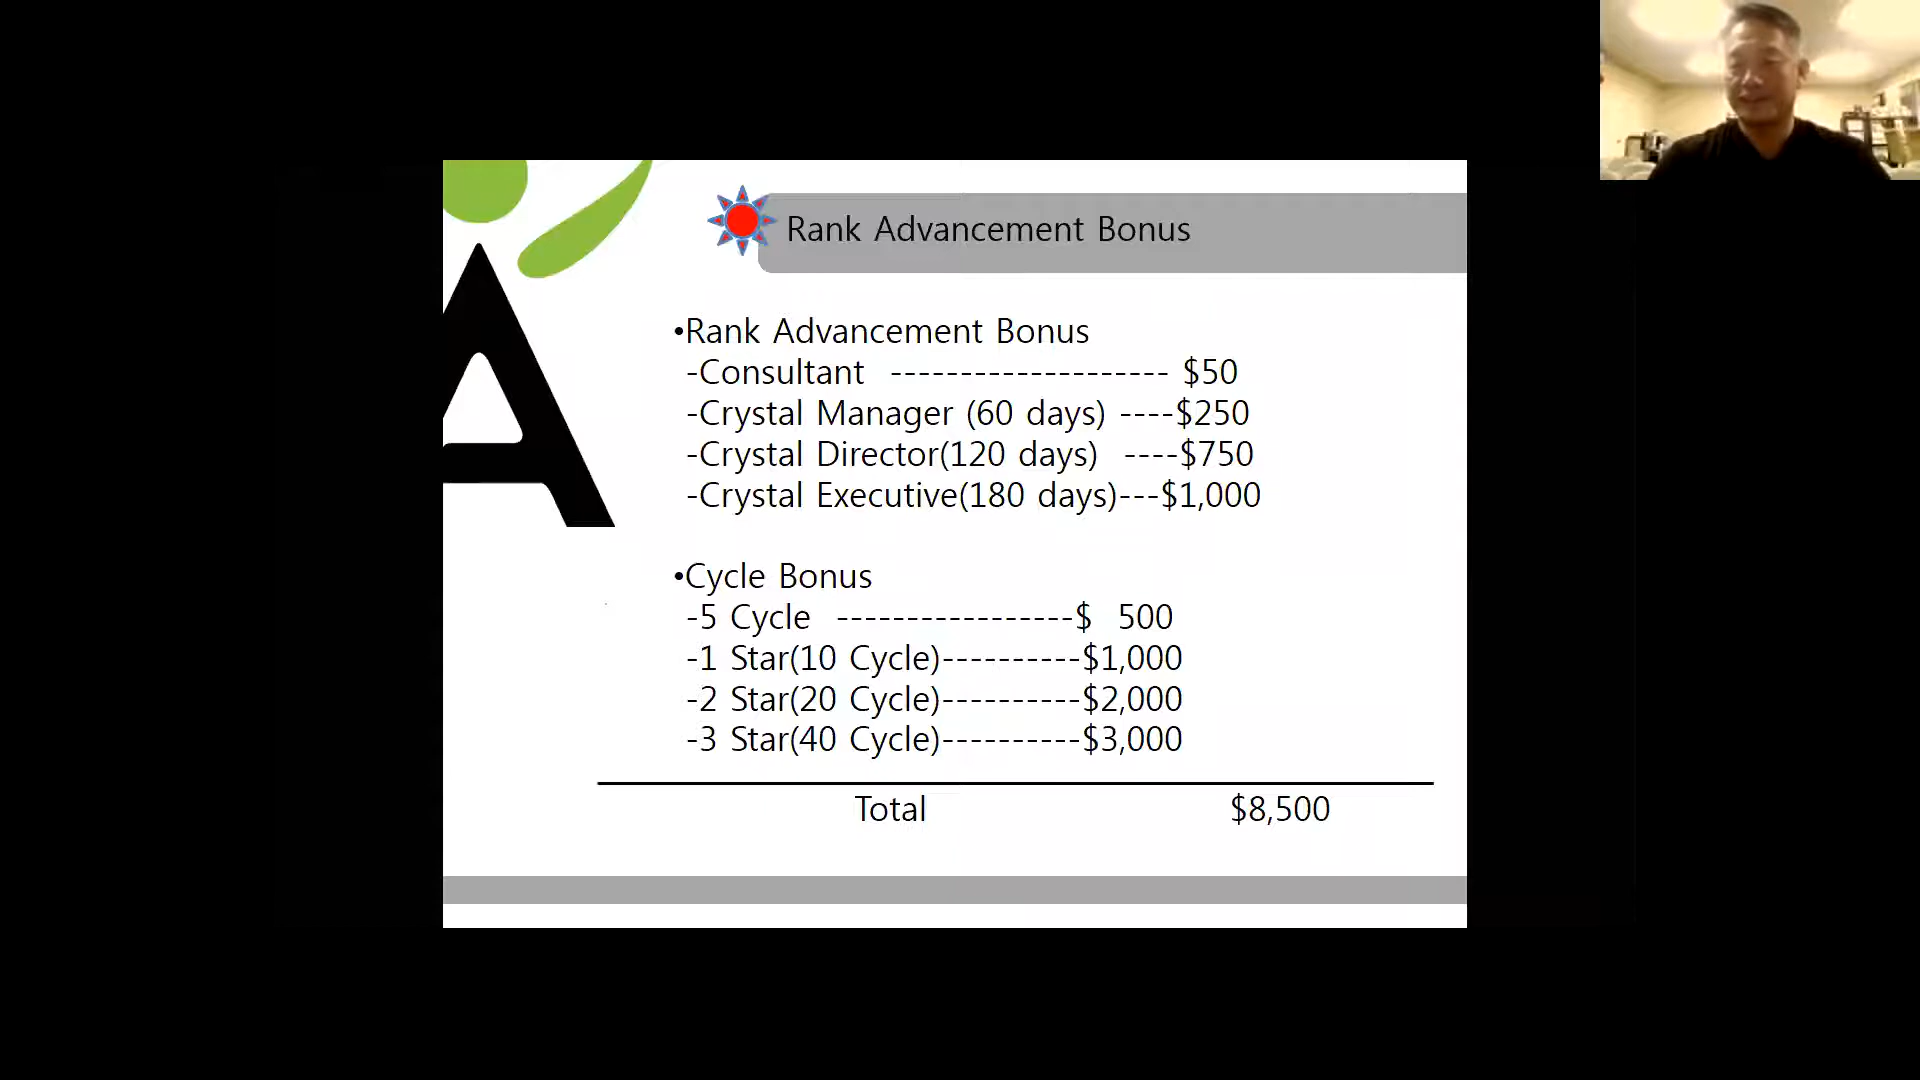 Rank Advancement Bonus
•Rank Advancement Bonus
-Consultant -------------------- $50
-Crystal Manager (60 days) ----$250
-Crystal Director(120 days) ----$750
-Crystal Executive(180 days)---$1,000
•Cycle Bonus
-5 Cycle -----------------$ 500
-1 Star(10 Cycle)----------$1,000
-2 Star(20 Cycle)----------$2,000
-3 Star(40 Cycle)----------$3,000
Total $8,500